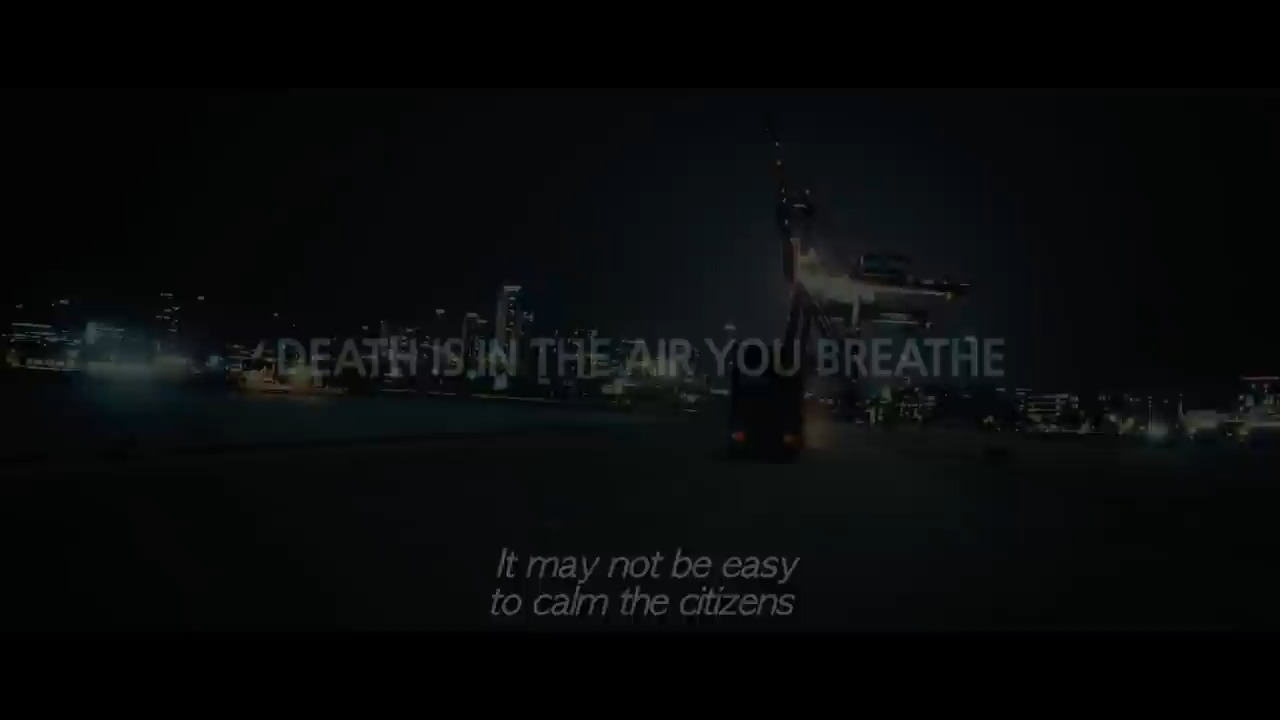 DEATH IS IN THE AIR YOU BREATHE
It may not be easy
to calm the citizens